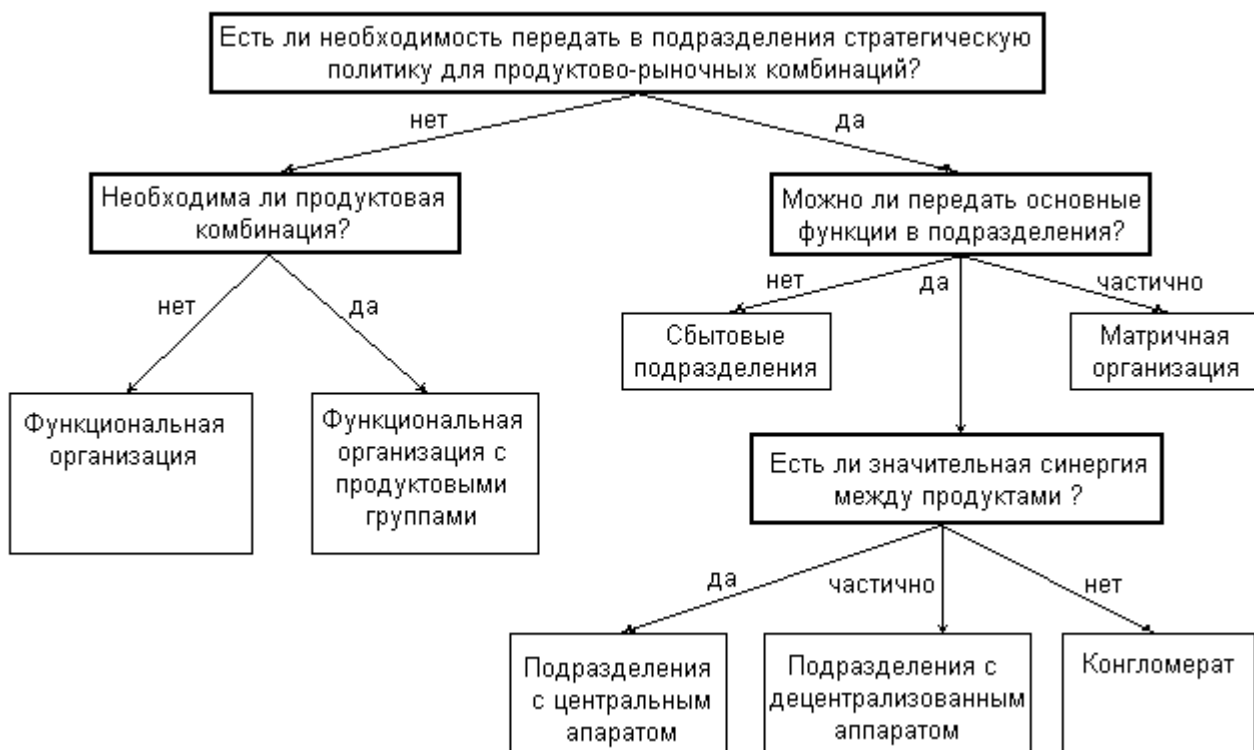 Есть ли необходимость передать в подразделения стратегическую
политику для продуктово-рыночных комбинаций?
нет
да
Необходима ли продуктовая
комбинация?
Можно ли передать основные
функции в подразделения?
нет
да
нет
да
частично
Сбытовые
подразделения
Матричная
организация
Функциональная
организация
Функциональная
организация с
продуктовыми
группами
Есть ли значительная синергия
между продуктами ?
да
частично
нет
Подразделения
с центральным
апаратом
Подразделения с
децентрализованным
аппаратом
Конгломерат